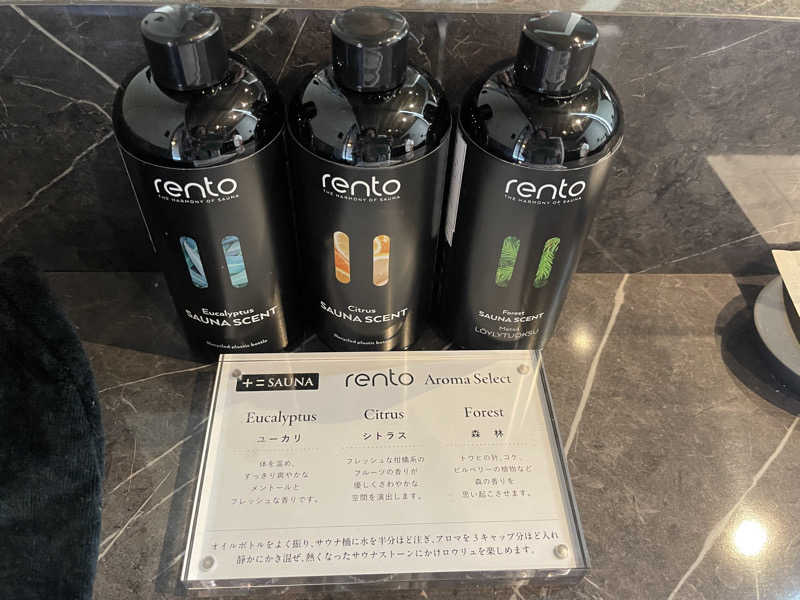 rento
THE HARMONY OF SAUNA
Eucalyptus
SAUNA SCENT
Recycled plastic bottle
rento
THE HARMONY OF SAUNA
Citrus
SAUNA SCENT
Recycled plastic bottle
rento
THE HARMONY OF SAUNA
Forest
SAUNA SCENT
Metsä
LÖYLYTUOKSU
SAUNA rento Aroma Select
Eucalyptus
ユーカリ
体を温め、
すっきり爽やかな
メントールと
フレッシュな香りです。
Citrus
シトラス
フレッシュな柑橘系の
フルーツの香りが
優しくさわやかな
空間を演出します。
Forest
森 林
トウヒの針、コケ、
ビルベリーの植物など
森の香りを
思い起こさせます。
オイルボトルをよく振り、サウナ桶に水を半分ほど注ぎ、アロマを3キャップ分ほど入れ
静かにかき混ぜ、熱くなったサウナストーンにかけロウリュを楽しめます。